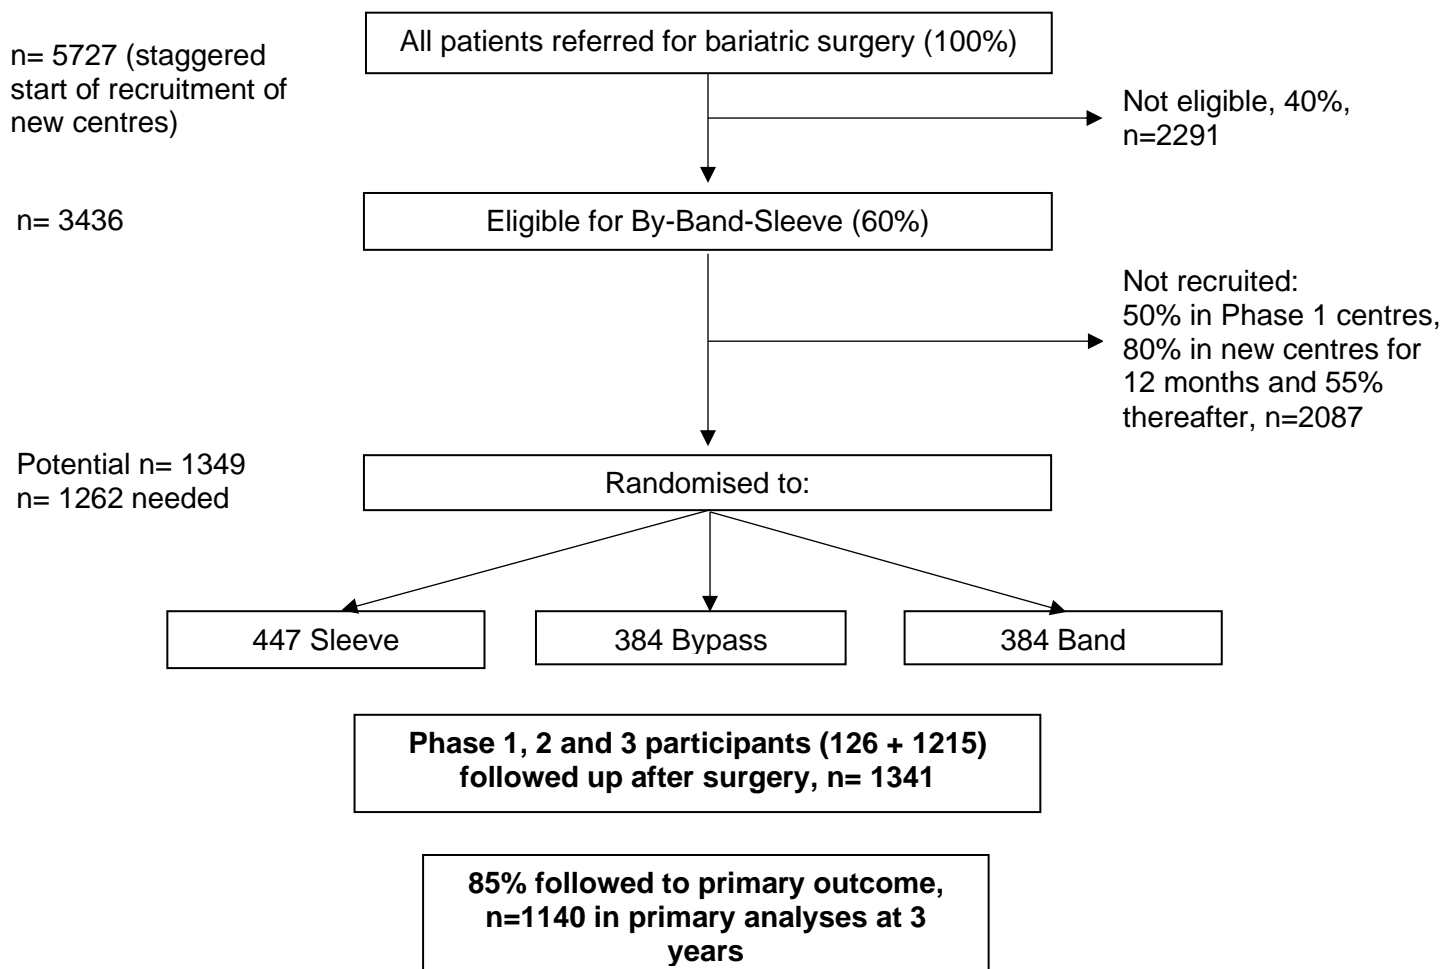 All patients referred for bariatric surgery (100%)
n= 5727 (staggered
start of recruitment of
new centres)
Not eligible, 40%,
n=2291
n= 3436
Eligible for By-Band-Sleeve (60%)
Not recruited:
50% in Phase 1 centres,
80% in new centres for
12 months and 55%
thereafter, n=2087
Potential n= 1349
n= 1262 needed
Randomised to:
447 Sleeve
384 Bypass
384 Band
Phase 1, 2 and 3 participants (126 + 1215)
followed up after surgery, n= 1341
85% followed to primary outcome,
n=1140 in primary analyses at 3
years